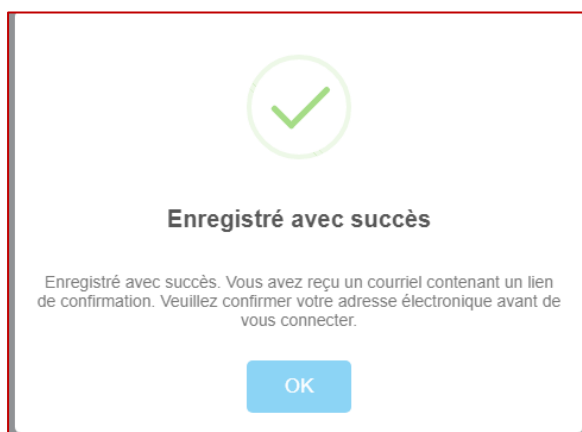 Enregistré avec succès
Enregistré avec succès. Vous avez reçu un courriel contenant un lien
de confirmation. Veuillez confirmer votre adresse électronique avant de
vous connecter.
OK